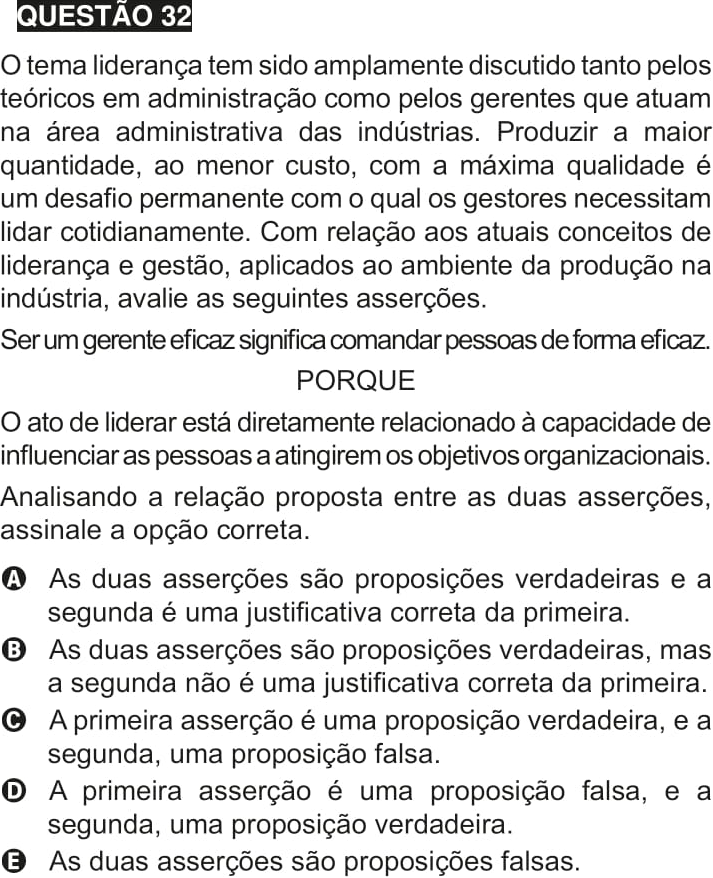 QUESTÃO 32
O tema liderança tem sido amplamente discutido tanto pelos
teóricos em administração como pelos gerentes que atuam
na área administrativa das indústrias. Produzir a maior
quantidade, ao menor custo, com a máxima qualidade é
um desafio permanente com o qual os gestores necessitam
lidar cotidianamente. Com relação aos atuais conceitos de
liderança e gestão, aplicados ao ambiente da produção na
indústria, avalie as seguintes asserções.
Ser um gerente eficaz significa comandar pessoas de forma eficaz.
PORQUE
O ato de liderar está diretamente relacionado à capacidade de
influenciar as pessoas a atingirem os objetivos organizacionais.
Analisando a relação proposta entre as duas asserções,
assinale a opção correta.
A As duas asserções são proposições verdadeiras e a
segunda é uma justificativa correta da primeira.
B As duas asserções são proposições verdadeiras, mas
a segunda não é uma justificativa correta da primeira.
C A primeira asserção é uma proposição verdadeira, e a
segunda, uma proposição falsa.
D A primeira asserção é uma proposição falsa, e a
segunda, uma proposição verdadeira.
E As duas asserções são proposições falsas.